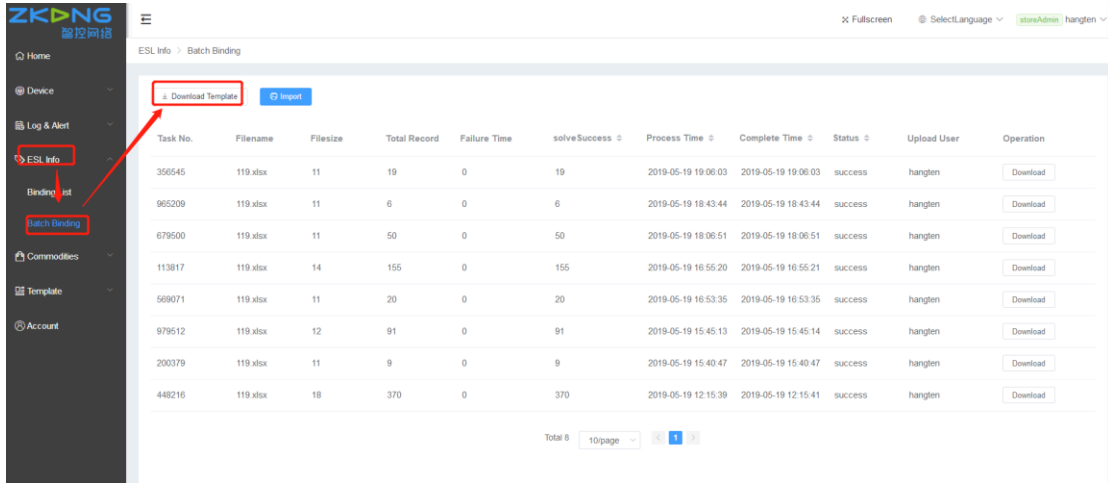 ZKDNG
智控网络
Fullscreen SelectLanguage storeAdmin hangten
Home
Device
Log & Alert
ESL Info
Binding List
Batch Binding
Commodities
Template
Account
ESL Info > Batch Binding
Download Template Import
Task No. Filename Filesize Total Record Failure Time solveSuccess Process Time Complete Time Status Upload User Operation
356545 119.xlsx 11 19 0 19 2019-05-19 19:06:03 2019-05-19 19:06:03 success hangten Download
965209 119.xlsx 11 6 0 6 2019-05-19 18:43:44 2019-05-19 18:43:44 success hangten Download
679500 119.xlsx 11 50 0 50 2019-05-19 18:06:51 2019-05-19 18:06:51 success hangten Download
113817 119.xlsx 14 155 0 155 2019-05-19 16:55:20 2019-05-19 16:55:21 success hangten Download
569071 119.xlsx 11 20 0 20 2019-05-19 16:53:35 2019-05-19 16:53:35 success hangten Download
979512 119.xlsx 12 91 0 91 2019-05-19 15:45:13 2019-05-19 15:45:14 success hangten Download
200379 119.xlsx 11 9 0 9 2019-05-19 15:40:47 2019-05-19 15:40:47 success hangten Download
448216 119.xlsx 18 370 0 370 2019-05-19 12:15:39 2019-05-19 12:15:41 success hangten Download
Total 8 10/page < 1 >